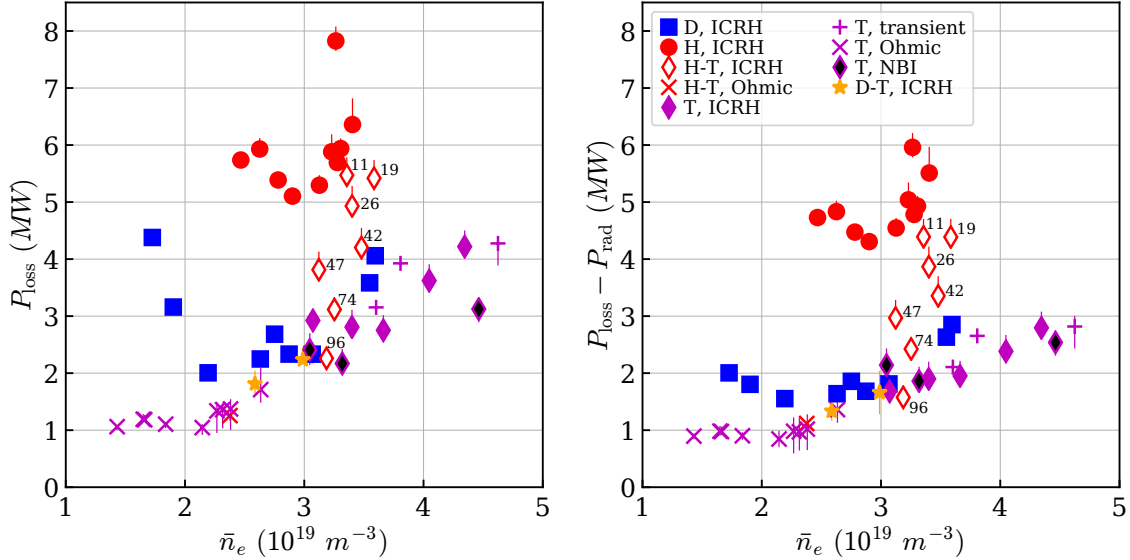 8
7
6
5
4
3
2
1
0
1 2 3 4 5
P_loss (MW)
n̄_e (10^19 m^−3)
11
19
26
42
47
74
96
8
7
6
5
4
3
2
1
0
1 2 3 4 5
P_loss − P_rad (MW)
n̄_e (10^19 m^−3)
D, ICRH
H, ICRH
H-T, ICRH
H-T, Ohmic
T, ICRH
T, transient
T, Ohmic
T, NBI
D-T, ICRH
11
19
26
42
47
74
96